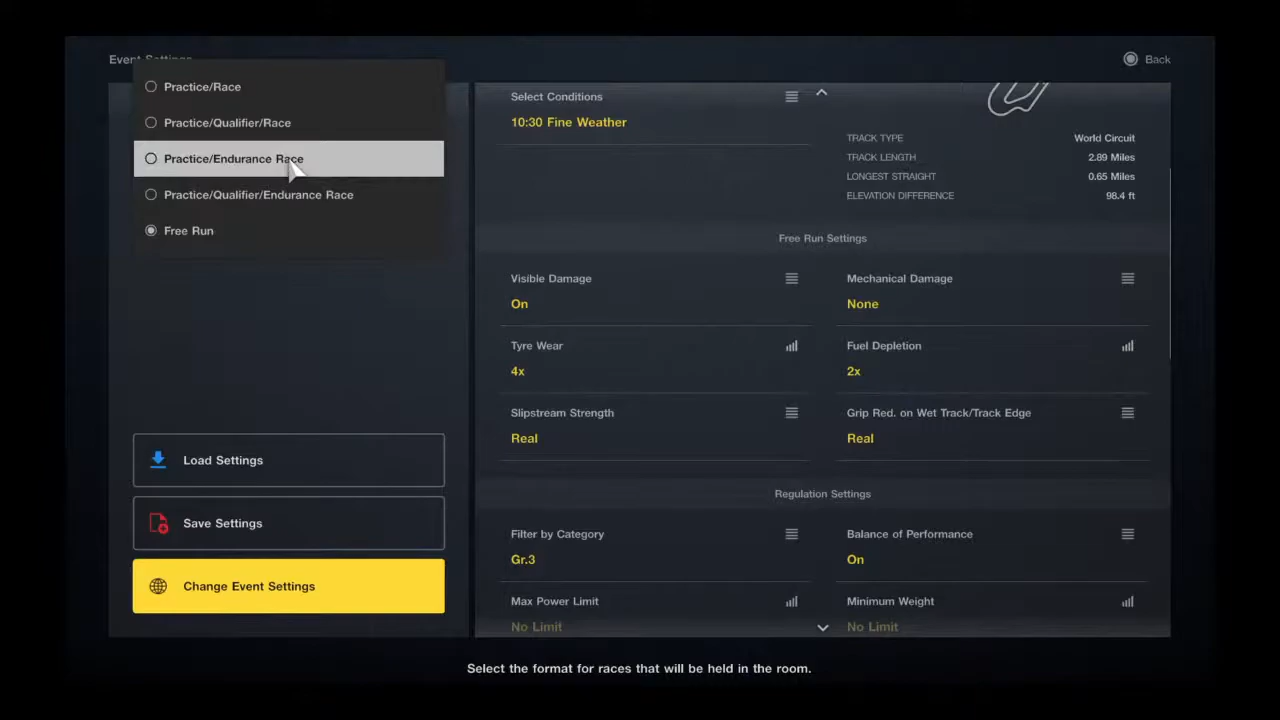 Event Settings
Back
Practice/Race
Practice/Qualifier/Race
Practice/Endurance Race
Practice/Qualifier/Endurance Race
Free Run
Load Settings
Save Settings
Change Event Settings
Select Conditions
10:30 Fine Weather
TRACK TYPE World Circuit
TRACK LENGTH 2.89 Miles
LONGEST STRAIGHT 0.65 Miles
ELEVATION DIFFERENCE 98.4 ft
Free Run Settings
Visible Damage
On
Mechanical Damage
None
Tyre Wear
4x
Fuel Depletion
2x
Slipstream Strength
Real
Grip Red. on Wet Track/Track Edge
Real
Regulation Settings
Filter by Category
Gr.3
Balance of Performance
On
Max Power Limit
No Limit
Minimum Weight
No Limit
Select the format for races that will be held in the room.